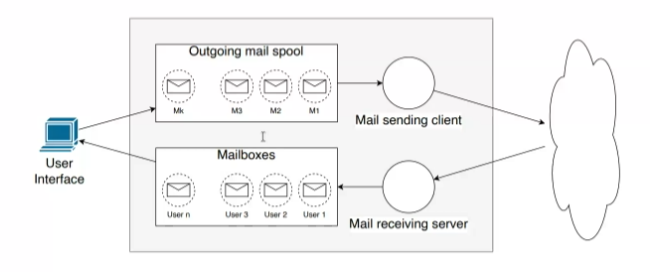 Outgoing mail spool
Mk
M3
M2
M1
Mail sending client
User
Interface
Mailboxes
User n
User 3
User 2
User 1
Mail receiving server